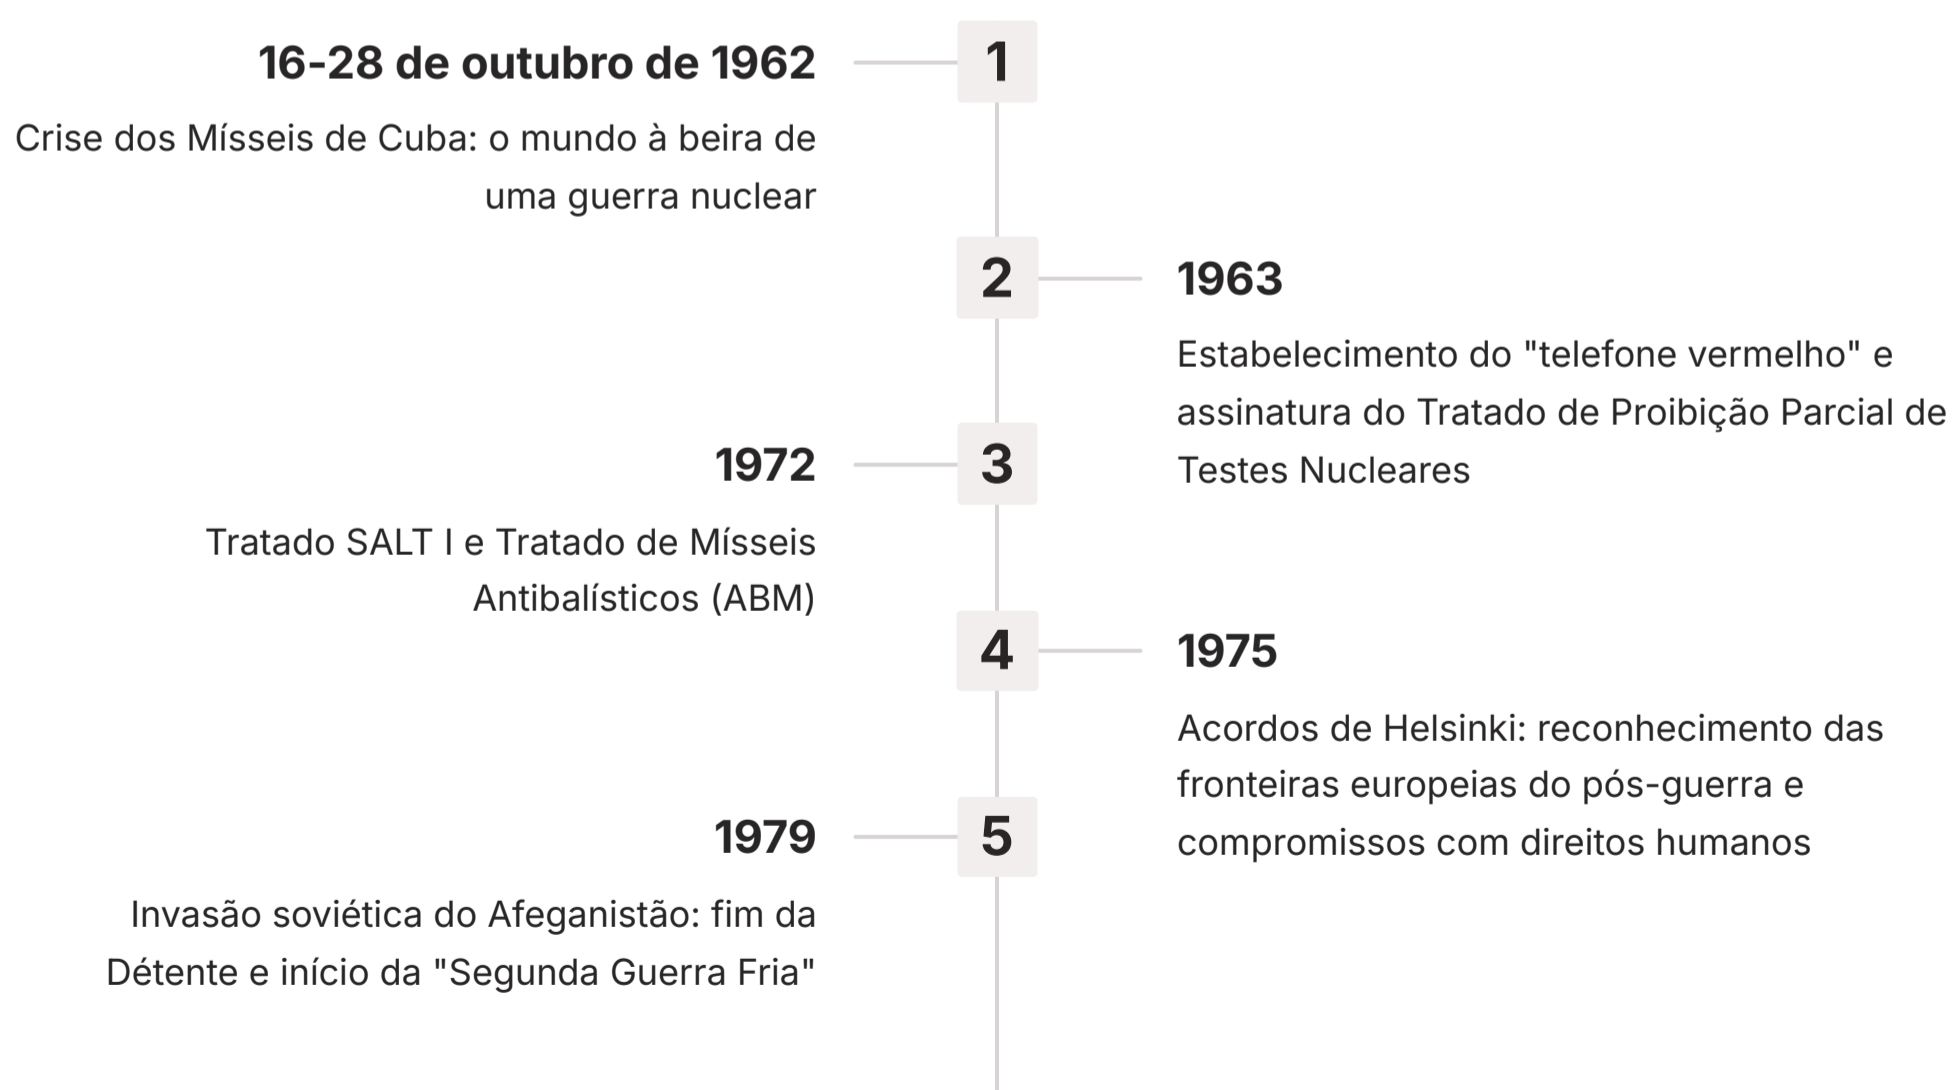 1
16-28 de outubro de 1962
Crise dos Mísseis de Cuba: o mundo à beira de
uma guerra nuclear
2
1963
Estabelecimento do "telefone vermelho" e
assinatura do Tratado de Proibição Parcial de
Testes Nucleares
3
1972
Tratado SALT I e Tratado de Mísseis
Antibalísticos (ABM)
4
1975
Acordos de Helsinki: reconhecimento das
fronteiras europeias do pós-guerra e
compromissos com direitos humanos
5
1979
Invasão soviética do Afeganistão: fim da
Détente e início da "Segunda Guerra Fria"